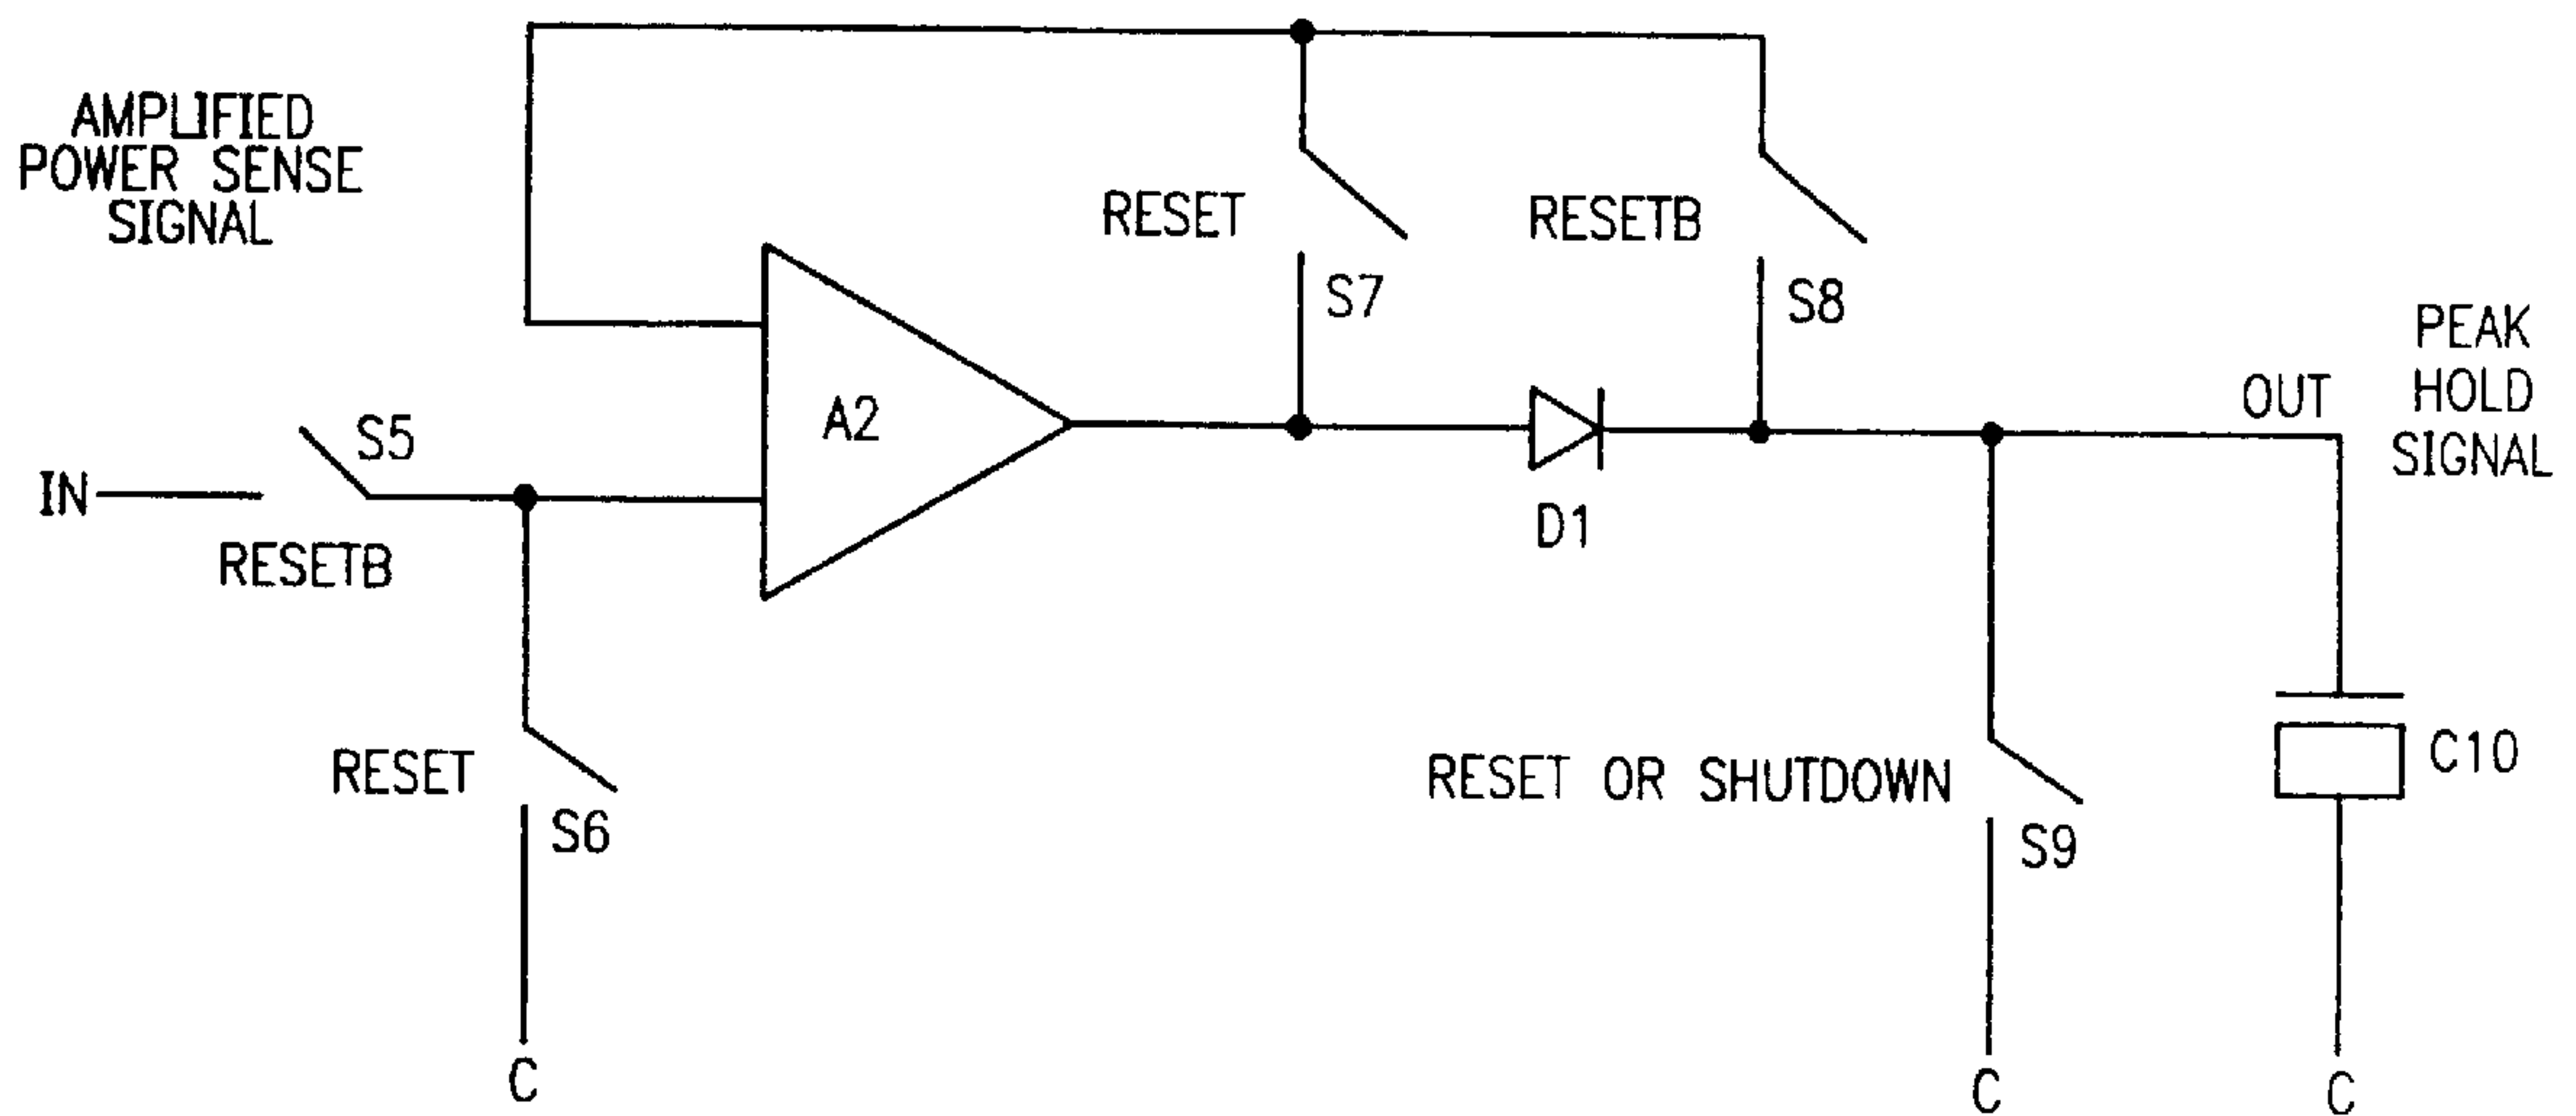 AMPLIFIED
POWER SENSE
SIGNAL
RESET
RESETB
S7
S8
PEAK
HOLD
SIGNAL
OUT
A2
S5
IN
D1
RESETB
RESET
S6
RESET OR SHUTDOWN
S9
C10
C
C
C